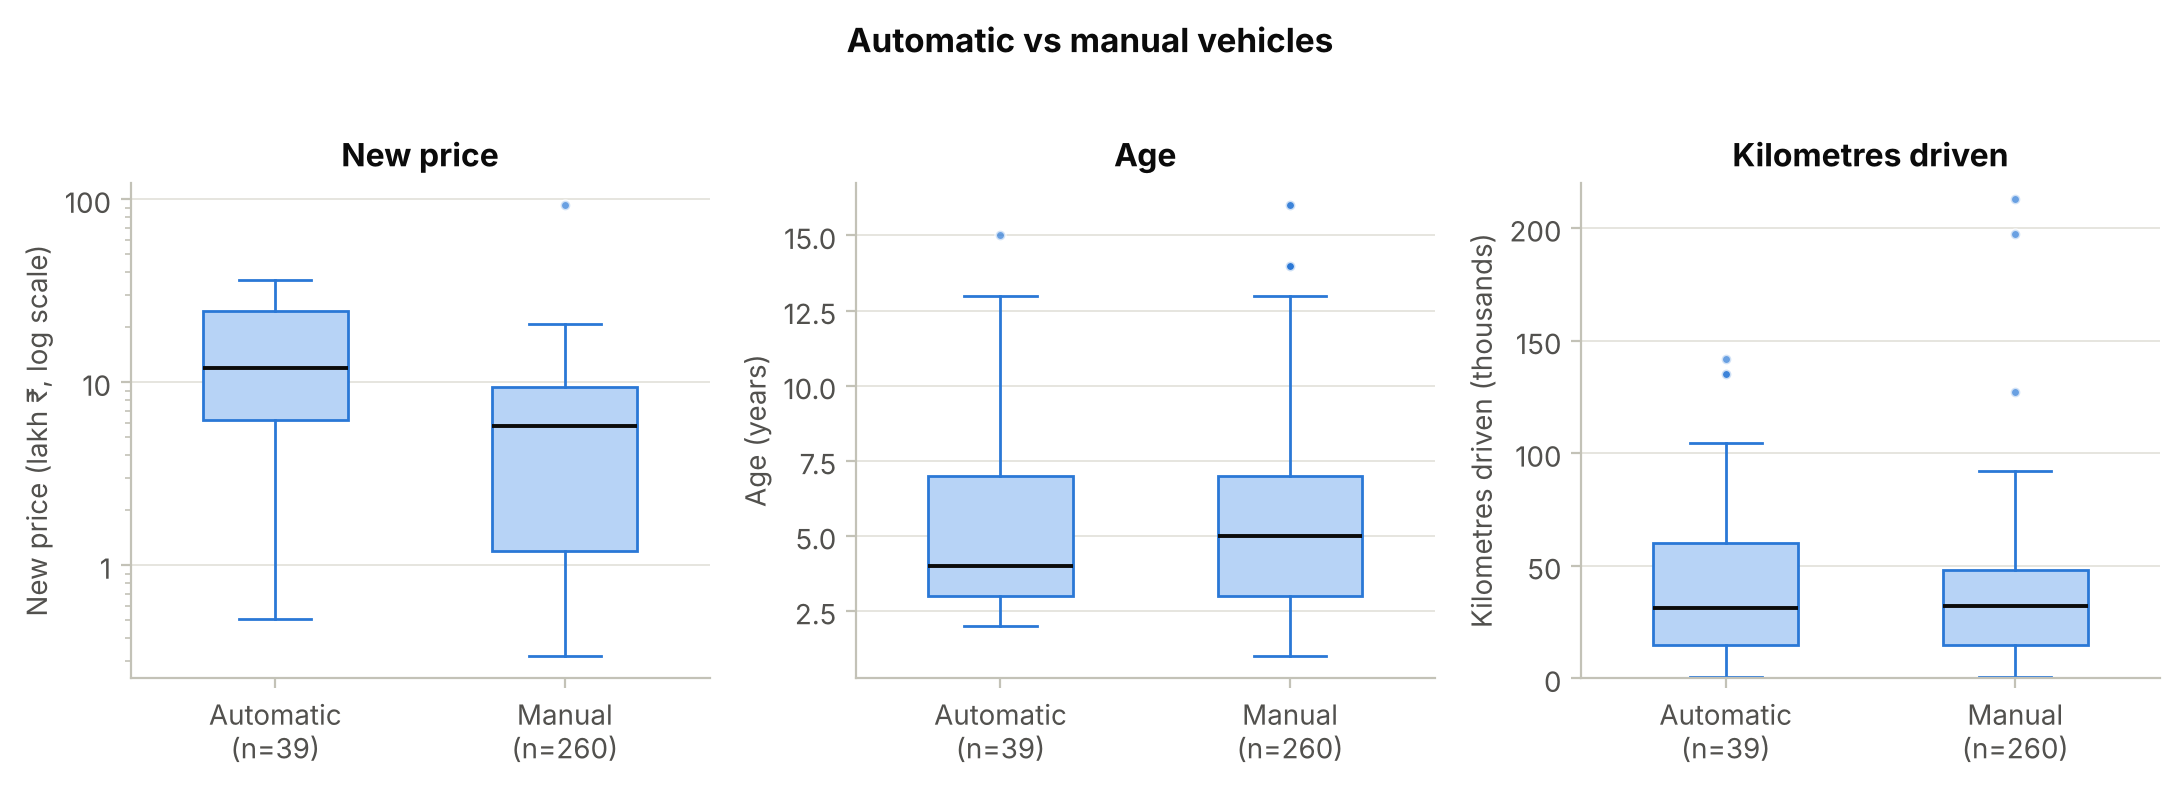 Automatic vs manual vehicles
New price
New price (lakh ₹, log scale)
100
10
1
Automatic
(n=39)
Manual
(n=260)
Age
Age (years)
15.0
12.5
10.0
7.5
5.0
2.5
Automatic
(n=39)
Manual
(n=260)
Kilometres driven
Kilometres driven (thousands)
200
150
100
50
0
Automatic
(n=39)
Manual
(n=260)